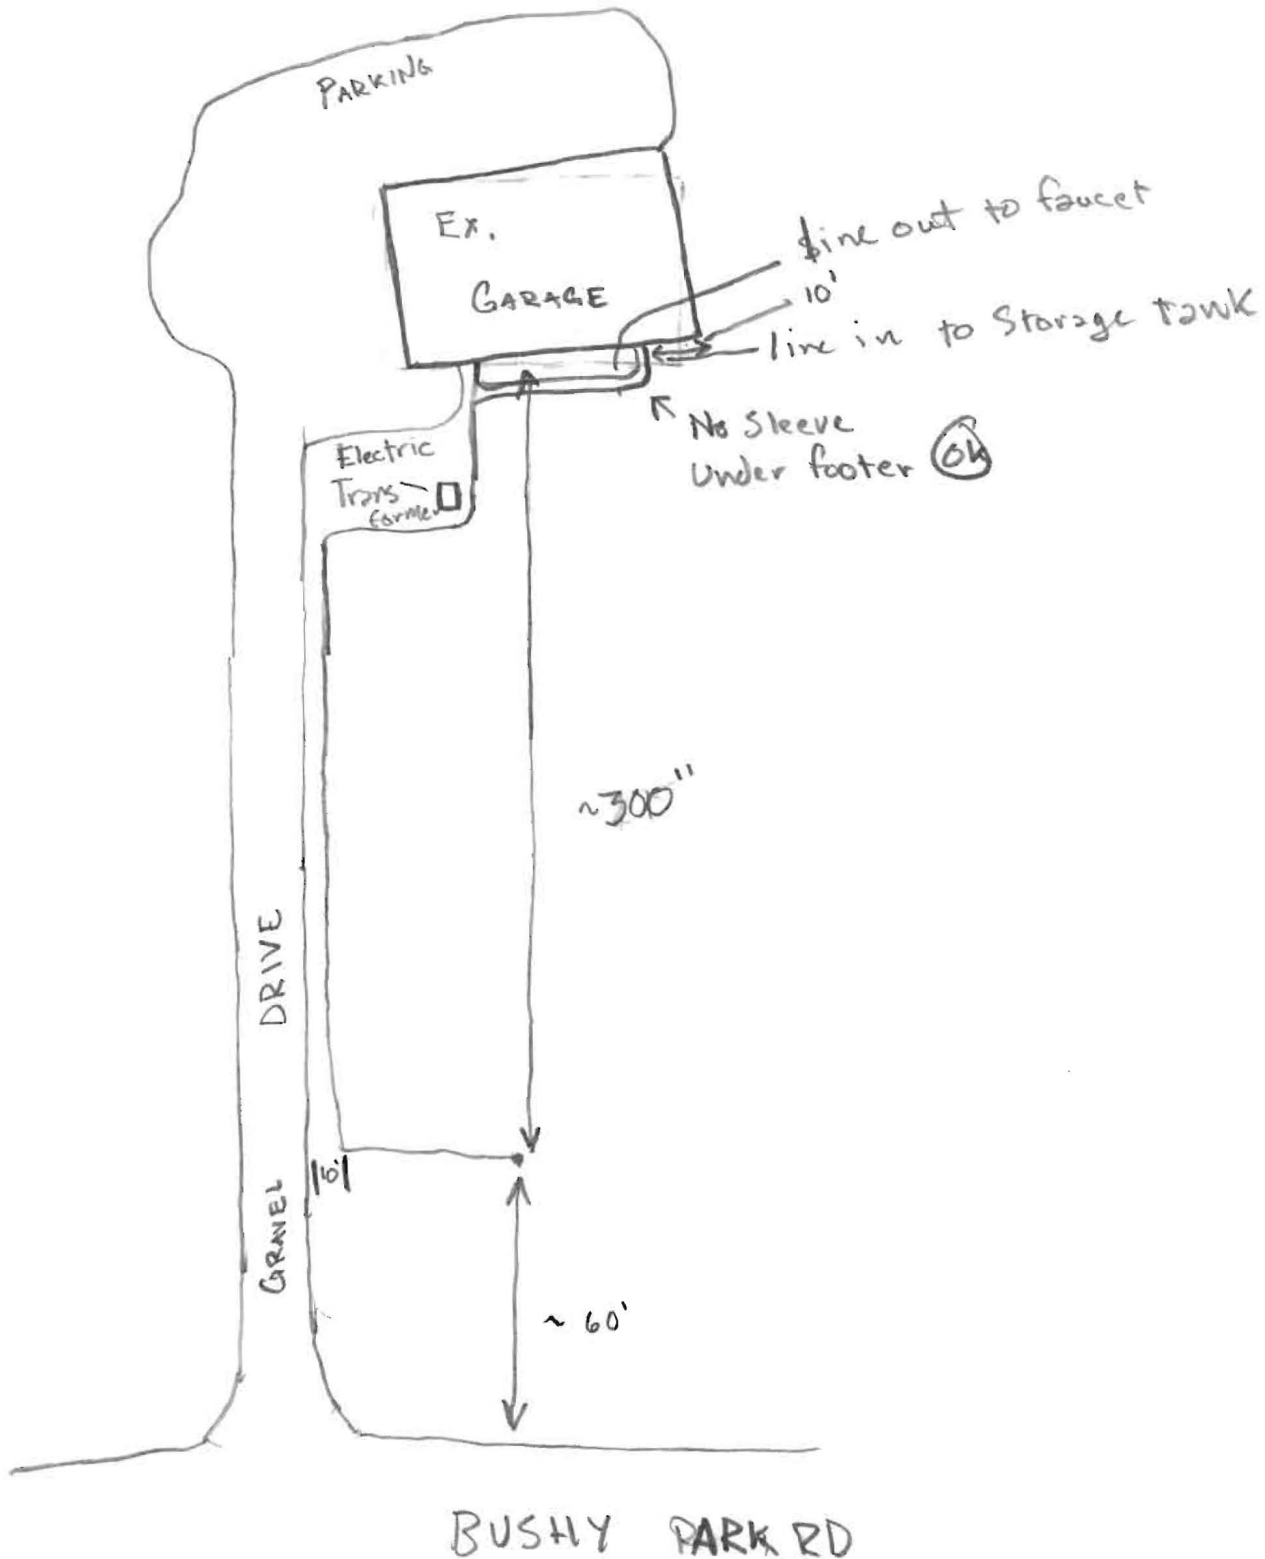 PARKING
Ex.
GARAGE
line out to faucet
10'
line in to Storage tank
No Sleeve
Under footer OK
Electric
Trans
former
~300"
DRIVE
GRAVEL
10'
~ 60'
BUSHY PARK RD